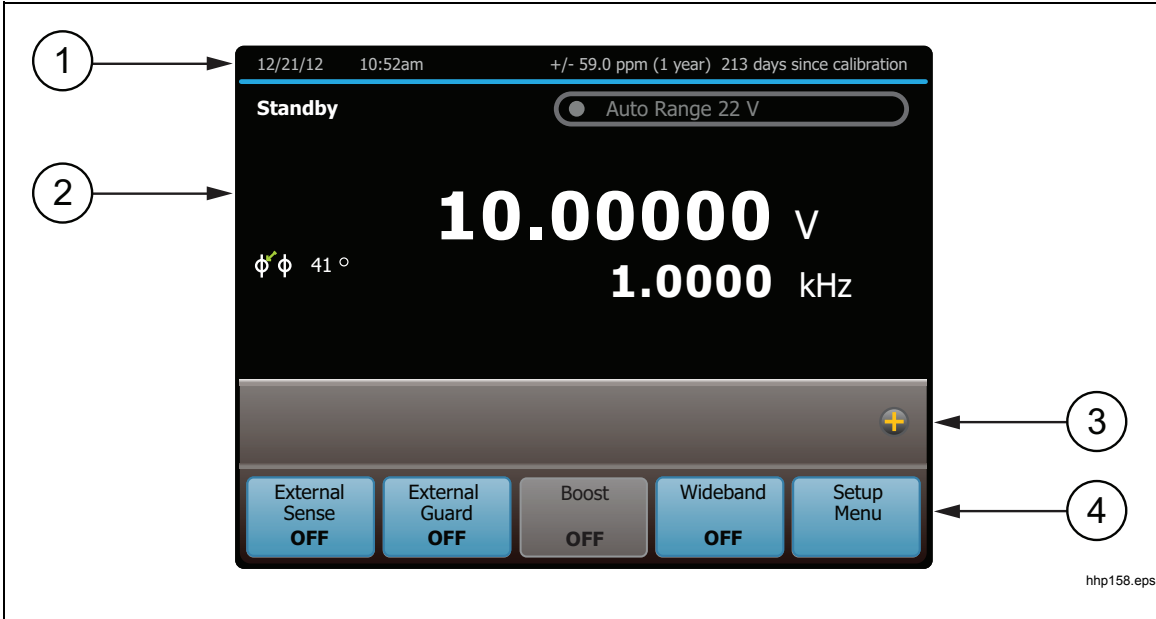 1
12/21/12 10:52am +/- 59.0 ppm (1 year) 213 days since calibration
Standby
Auto Range 22 V
2
10.00000 V
41 °
1.0000 kHz
3
External Sense OFF
External Guard OFF
Boost OFF
Wideband OFF
Setup Menu
4
hhp158.eps